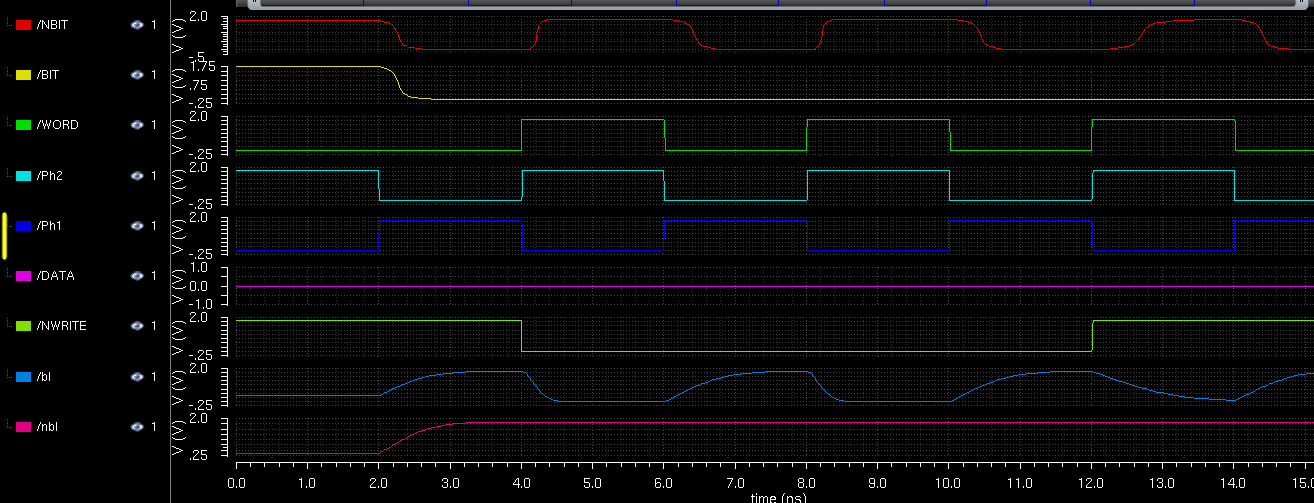 /NBIT 1 2.0
-.5
/BIT 1 1.75
.75
-.25
/WORD 1 2.0
-.25
/Ph2 1 2.0
-.25
/Ph1 1 2.0
-.25
/DATA 1 1.0
0.0
-1.0
/NWRITE 1 2.0
-.25
/bl 1 2.0
-.25
/nbl 1 2.0
.25
0.0 1.0 2.0 3.0 4.0 5.0 6.0 7.0 8.0 9.0 10.0 11.0 12.0 13.0 14.0 15.0
time (ns)